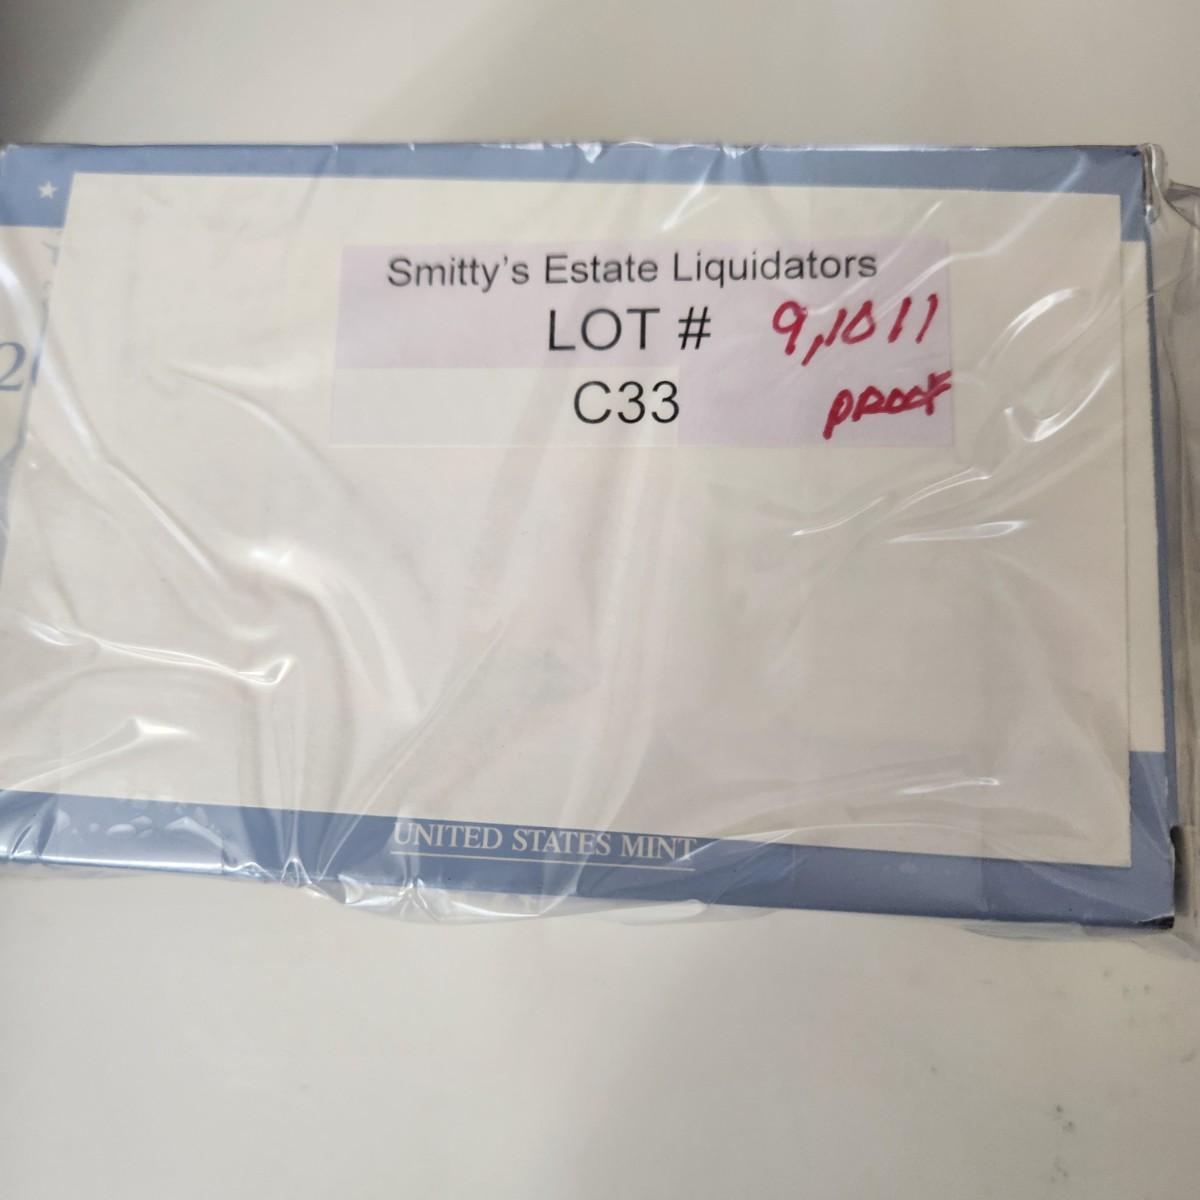 Smitty's Estate Liquidators
LOT # 9,10 11
C33 PROOF
UNITED STATES MINT